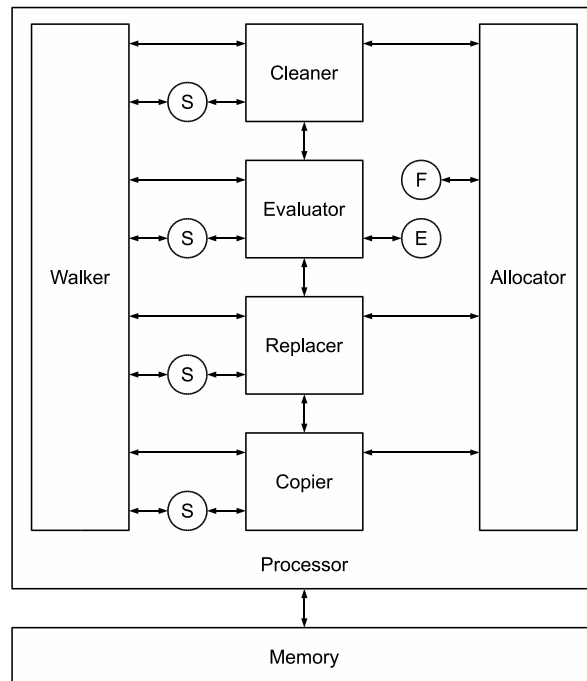 Cleaner
S
F
Evaluator
S
E
Walker
Allocator
Replacer
S
Copier
S
Processor
Memory